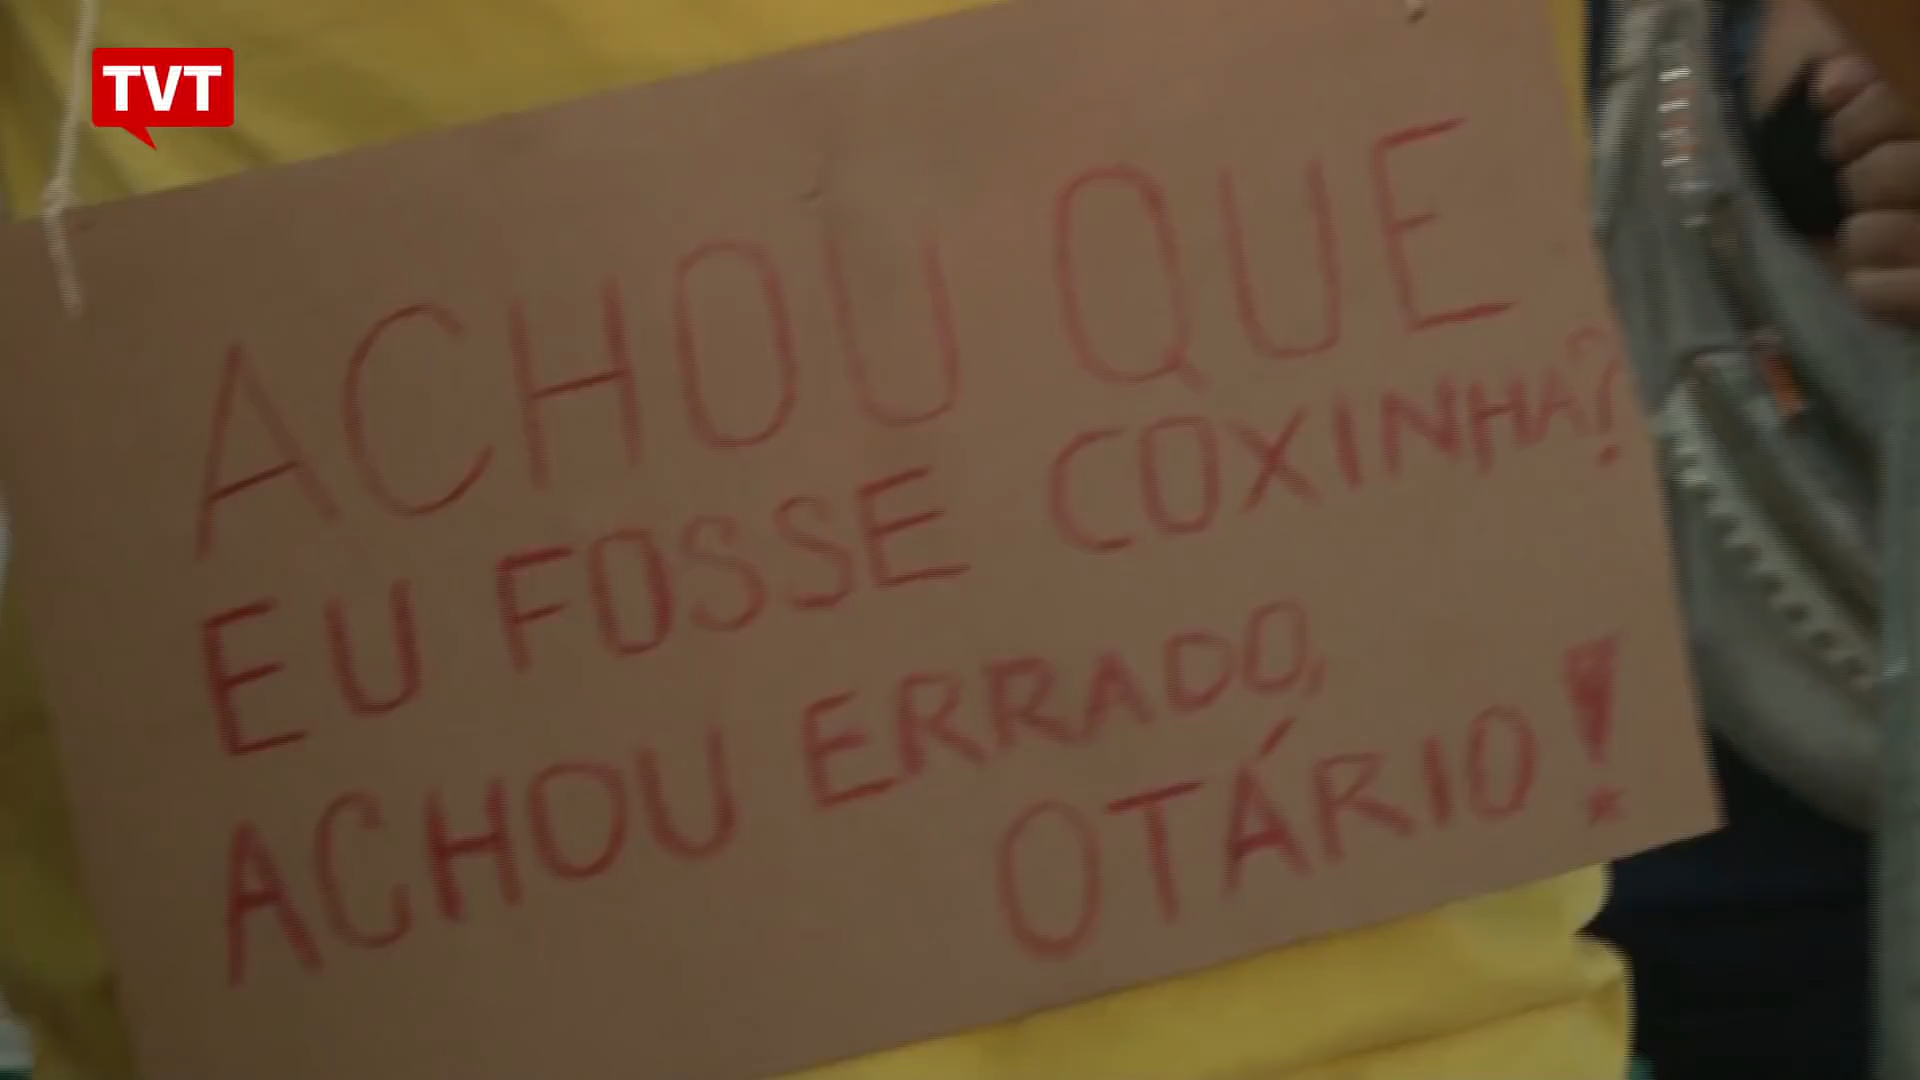 TVT
ACHOU QUE
EU FOSSE COXINHA?
ACHOU ERRADO,
OTÁRIO!